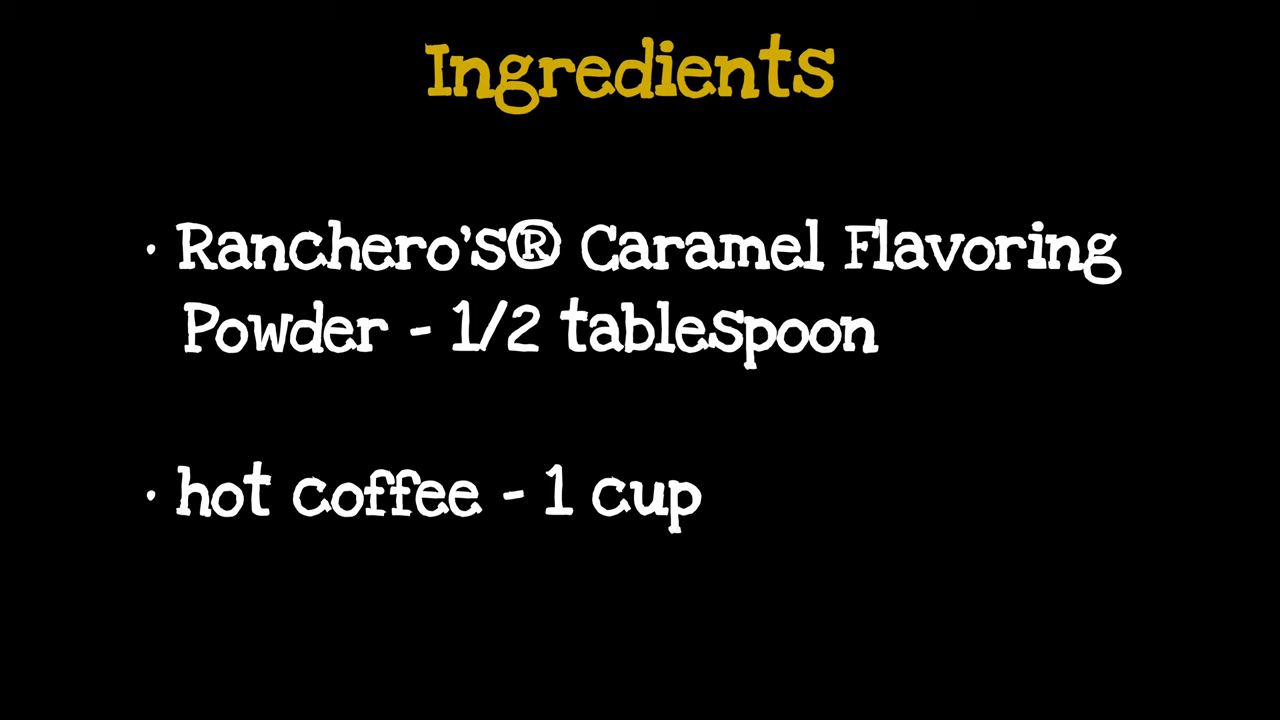 Ingredients
· Ranchero's® Caramel Flavoring
Powder - 1/2 tablespoon
· hot coffee - 1 cup